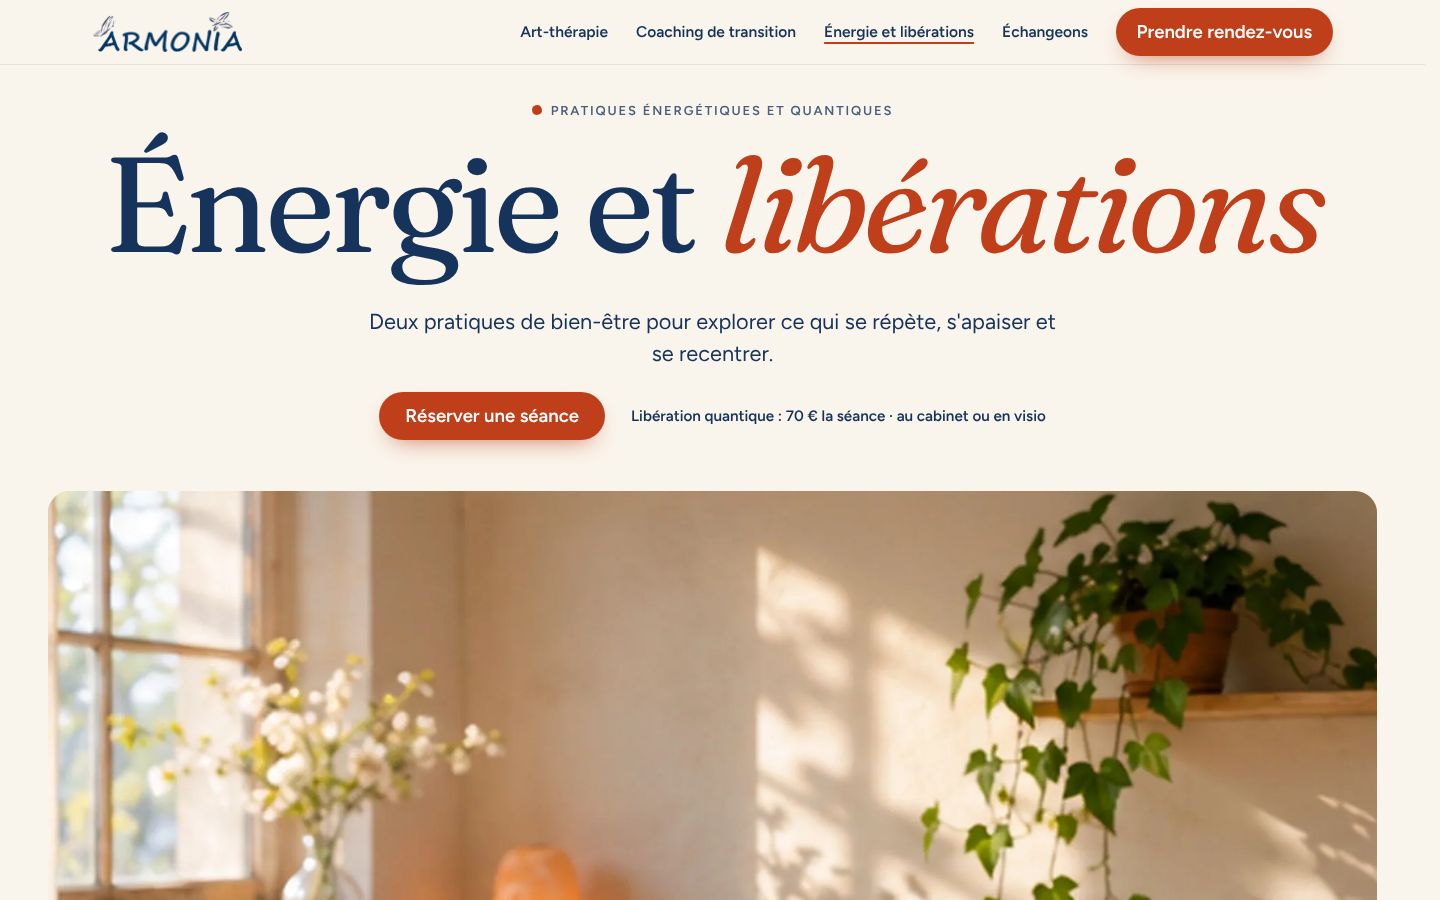 ARMONIA
Art-thérapie
Coaching de transition
Énergie et libérations
Échangeons
Prendre rendez-vous
PRATIQUES ÉNERGÉTIQUES ET QUANTIQUES
Énergie et libérations
Deux pratiques de bien-être pour explorer ce qui se répète, s'apaiser et
se recentrer.
Réserver une séance
Libération quantique : 70 € la séance · au cabinet ou en visio